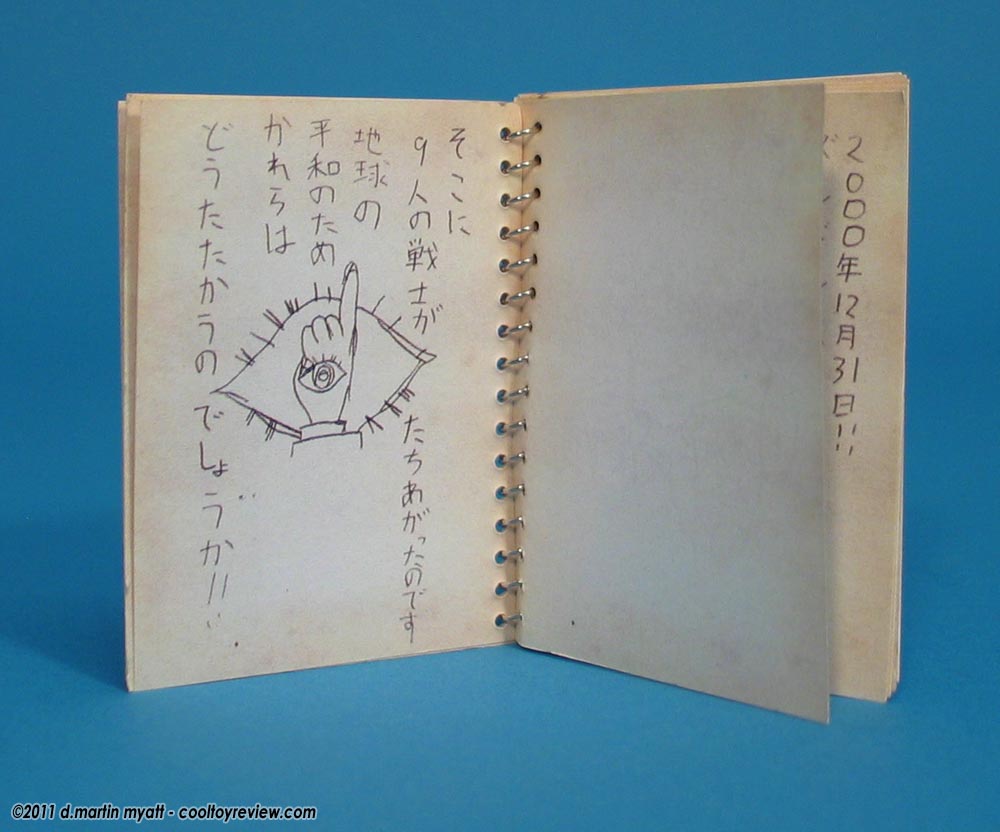 そこに
9人の戦士が たちあがったのです
地球の
平和のため
かれらは
どうたたかうのでしょうか!!
2000年12月31日!!
©2011 d.martin myatt - cooltoyreview.com